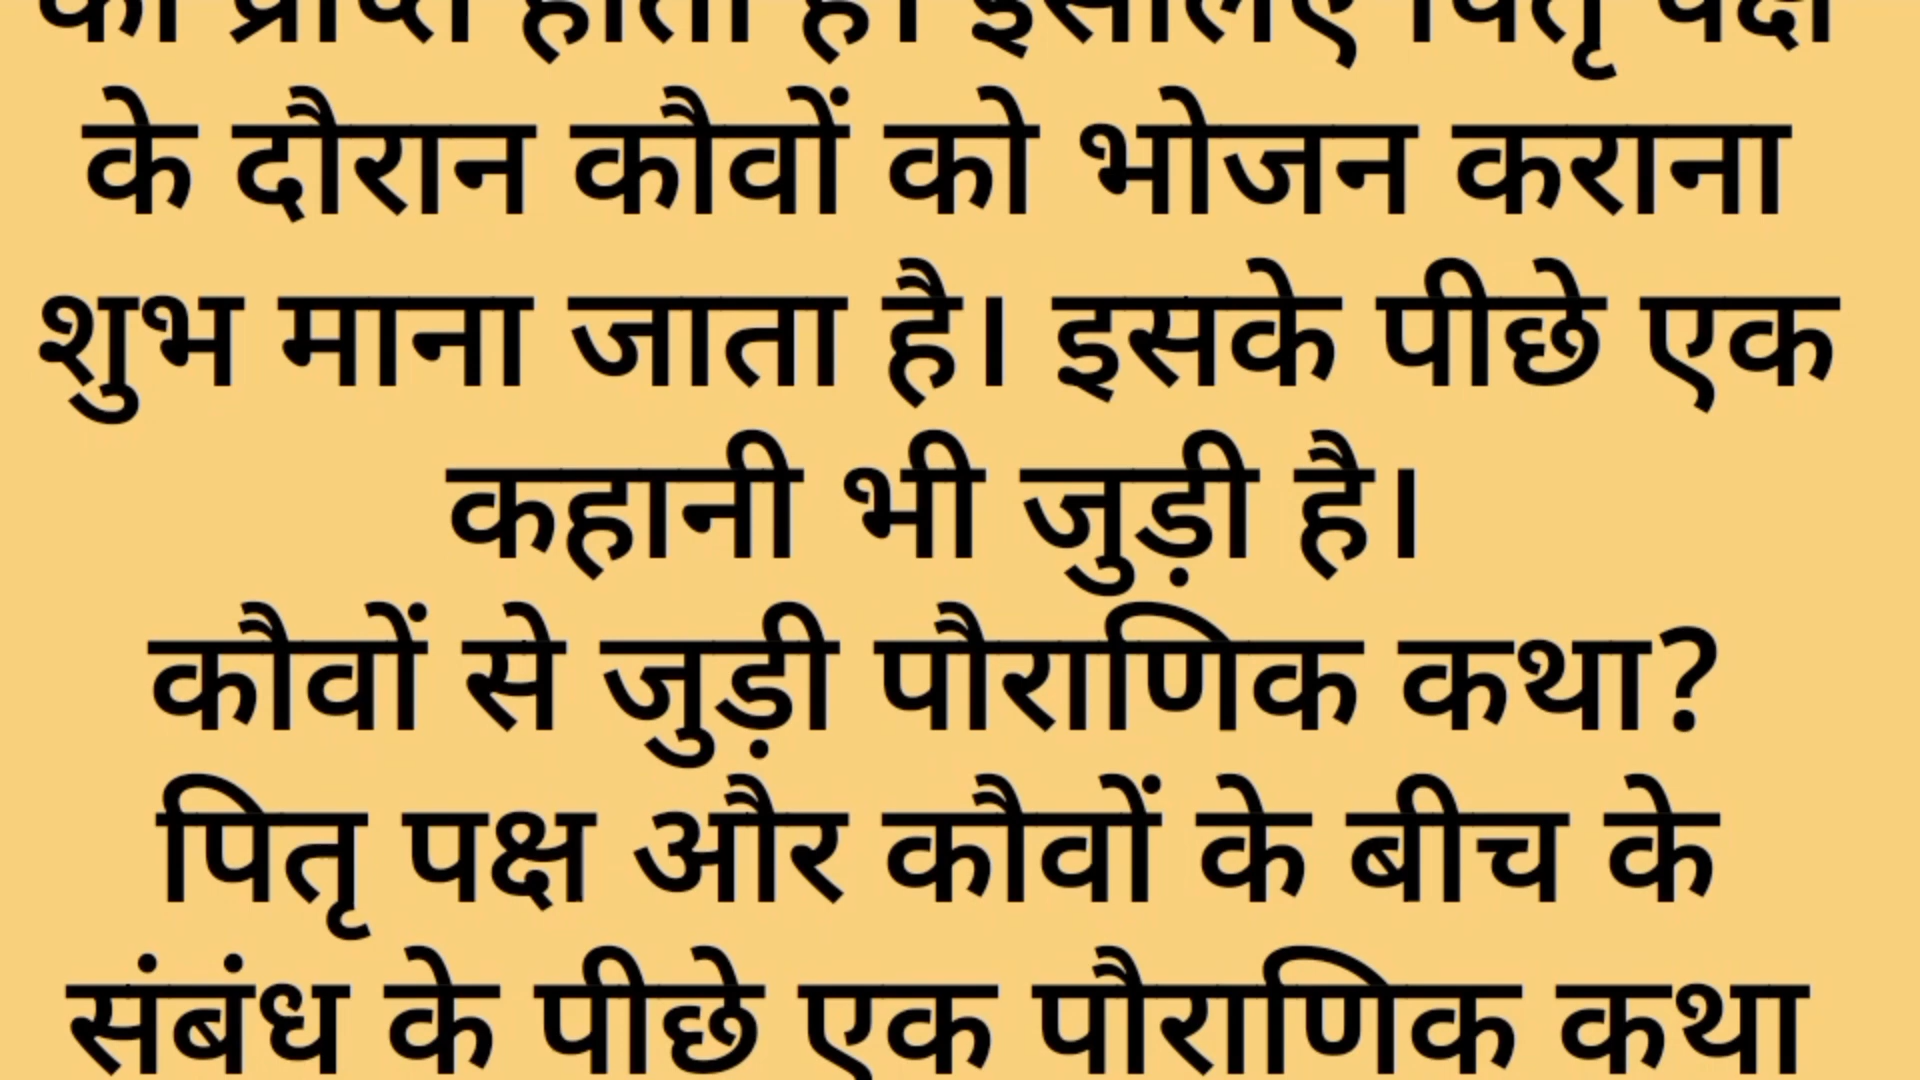 को प्राप्त होता है। इसलिए पितृ पक्ष
के दौरान कौवों को भोजन कराना
शुभ माना जाता है। इसके पीछे एक
कहानी भी जुड़ी है।
कौवों से जुड़ी पौराणिक कथा?
पितृ पक्ष और कौवों के बीच के
संबंध के पीछे एक पौराणिक कथा